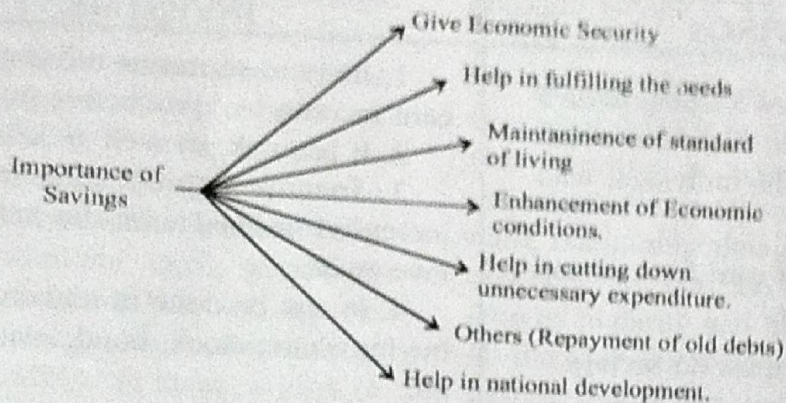 Give Economic Security
Help in fulfilling the needs
Maintaninence of standard
of living
Importance of
Savings
Enhancement of Economic
conditions.
Help in cutting down
unnecessary expenditure.
Others (Repayment of old debts)
Help in national development.